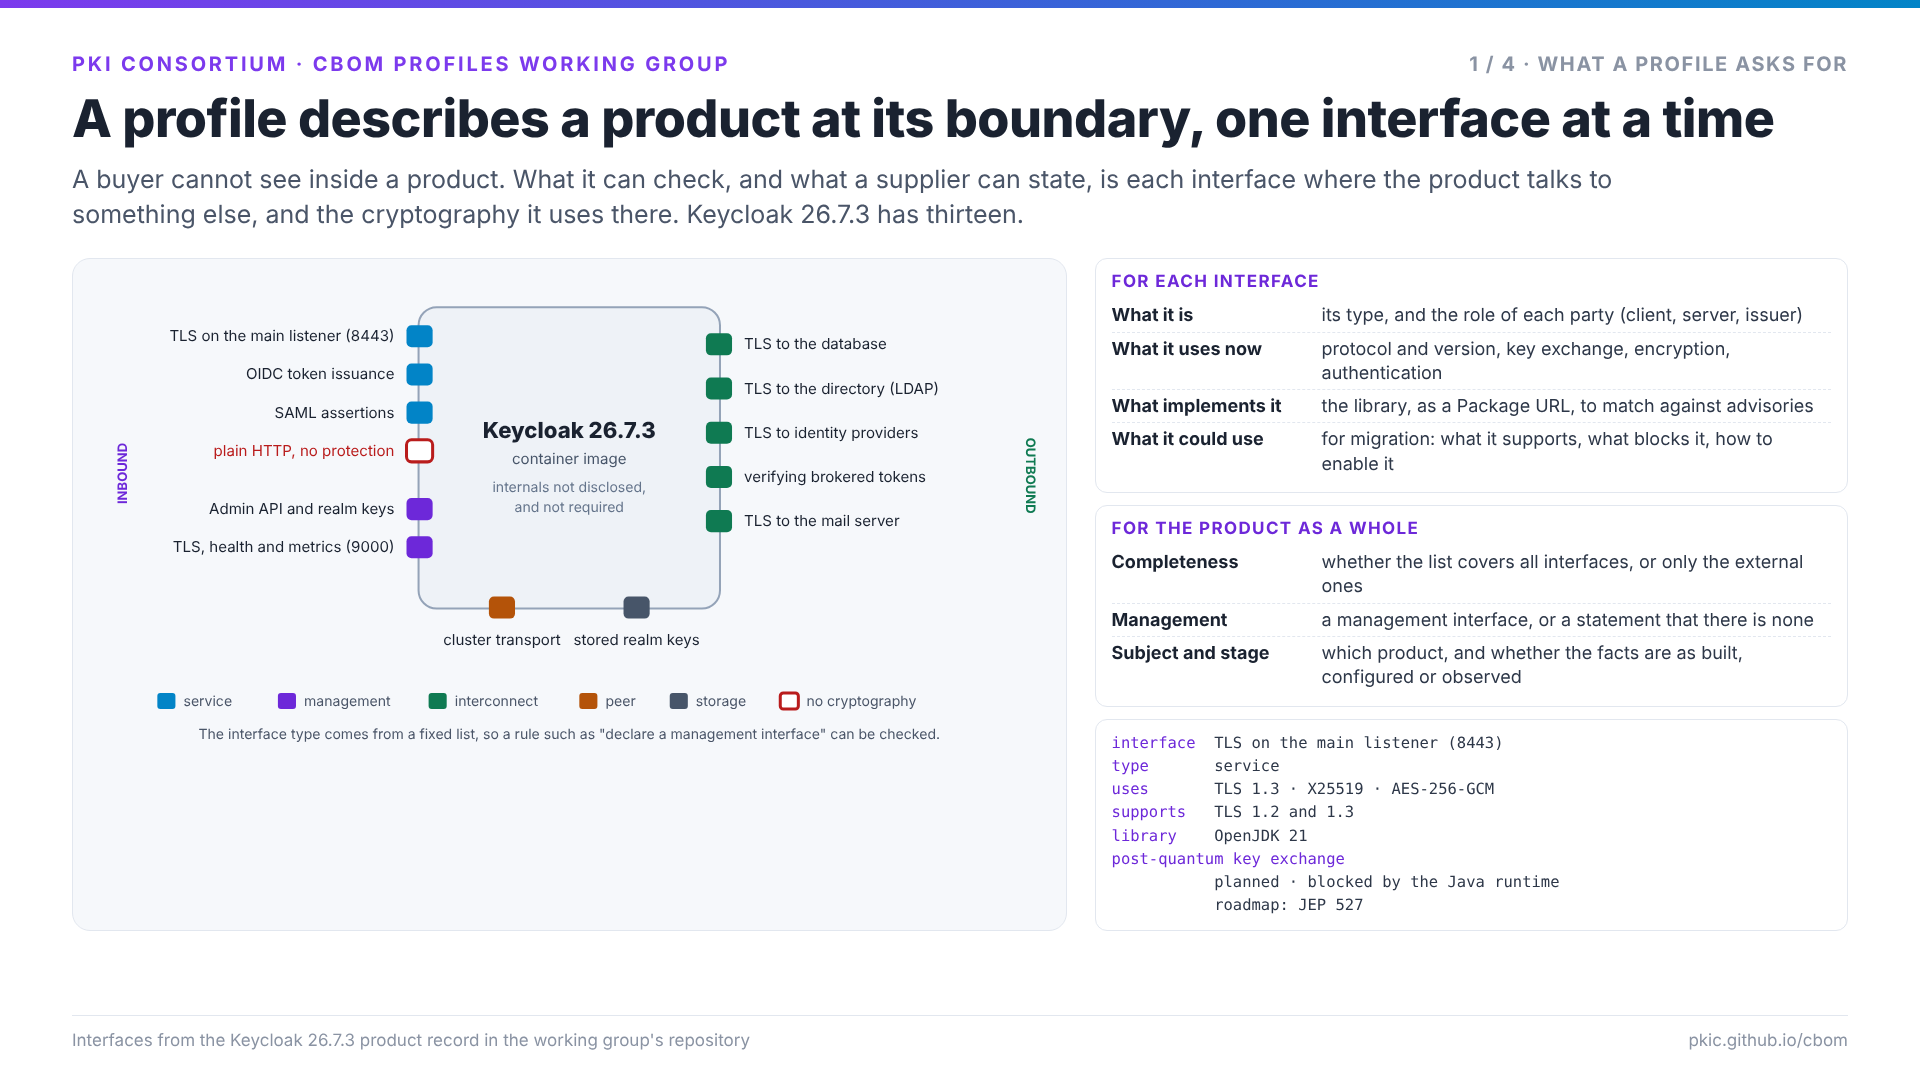 PKI CONSORTIUM · CBOM PROFILES WORKING GROUP
1 / 4 · WHAT A PROFILE ASKS FOR
A profile describes a product at its boundary, one interface at a time
A buyer cannot see inside a product. What it can check, and what a supplier can state, is each interface where the product talks to
something else, and the cryptography it uses there. Keycloak 26.7.3 has thirteen.
INBOUND
TLS on the main listener (8443)
OIDC token issuance
SAML assertions
plain HTTP, no protection
Admin API and realm keys
TLS, health and metrics (9000)
Keycloak 26.7.3
container image
internals not disclosed,
and not required
TLS to the database
TLS to the directory (LDAP)
TLS to identity providers
verifying brokered tokens
TLS to the mail server
OUTBOUND
cluster transport
stored realm keys
service
management
interconnect
peer
storage
no cryptography
The interface type comes from a fixed list, so a rule such as "declare a management interface" can be checked.
FOR EACH INTERFACE
What it is its type, and the role of each party (client, server, issuer)
What it uses now protocol and version, key exchange, encryption,
authentication
What implements it the library, as a Package URL, to match against advisories
What it could use for migration: what it supports, what blocks it, how to
enable it
FOR THE PRODUCT AS A WHOLE
Completeness whether the list covers all interfaces, or only the external
ones
Management a management interface, or a statement that there is none
Subject and stage which product, and whether the facts are as built,
configured or observed
interface TLS on the main listener (8443)
type service
uses TLS 1.3 · X25519 · AES-256-GCM
supports TLS 1.2 and 1.3
library OpenJDK 21
post-quantum key exchange
planned · blocked by the Java runtime
roadmap: JEP 527
Interfaces from the Keycloak 26.7.3 product record in the working group's repository
pkic.github.io/cbom